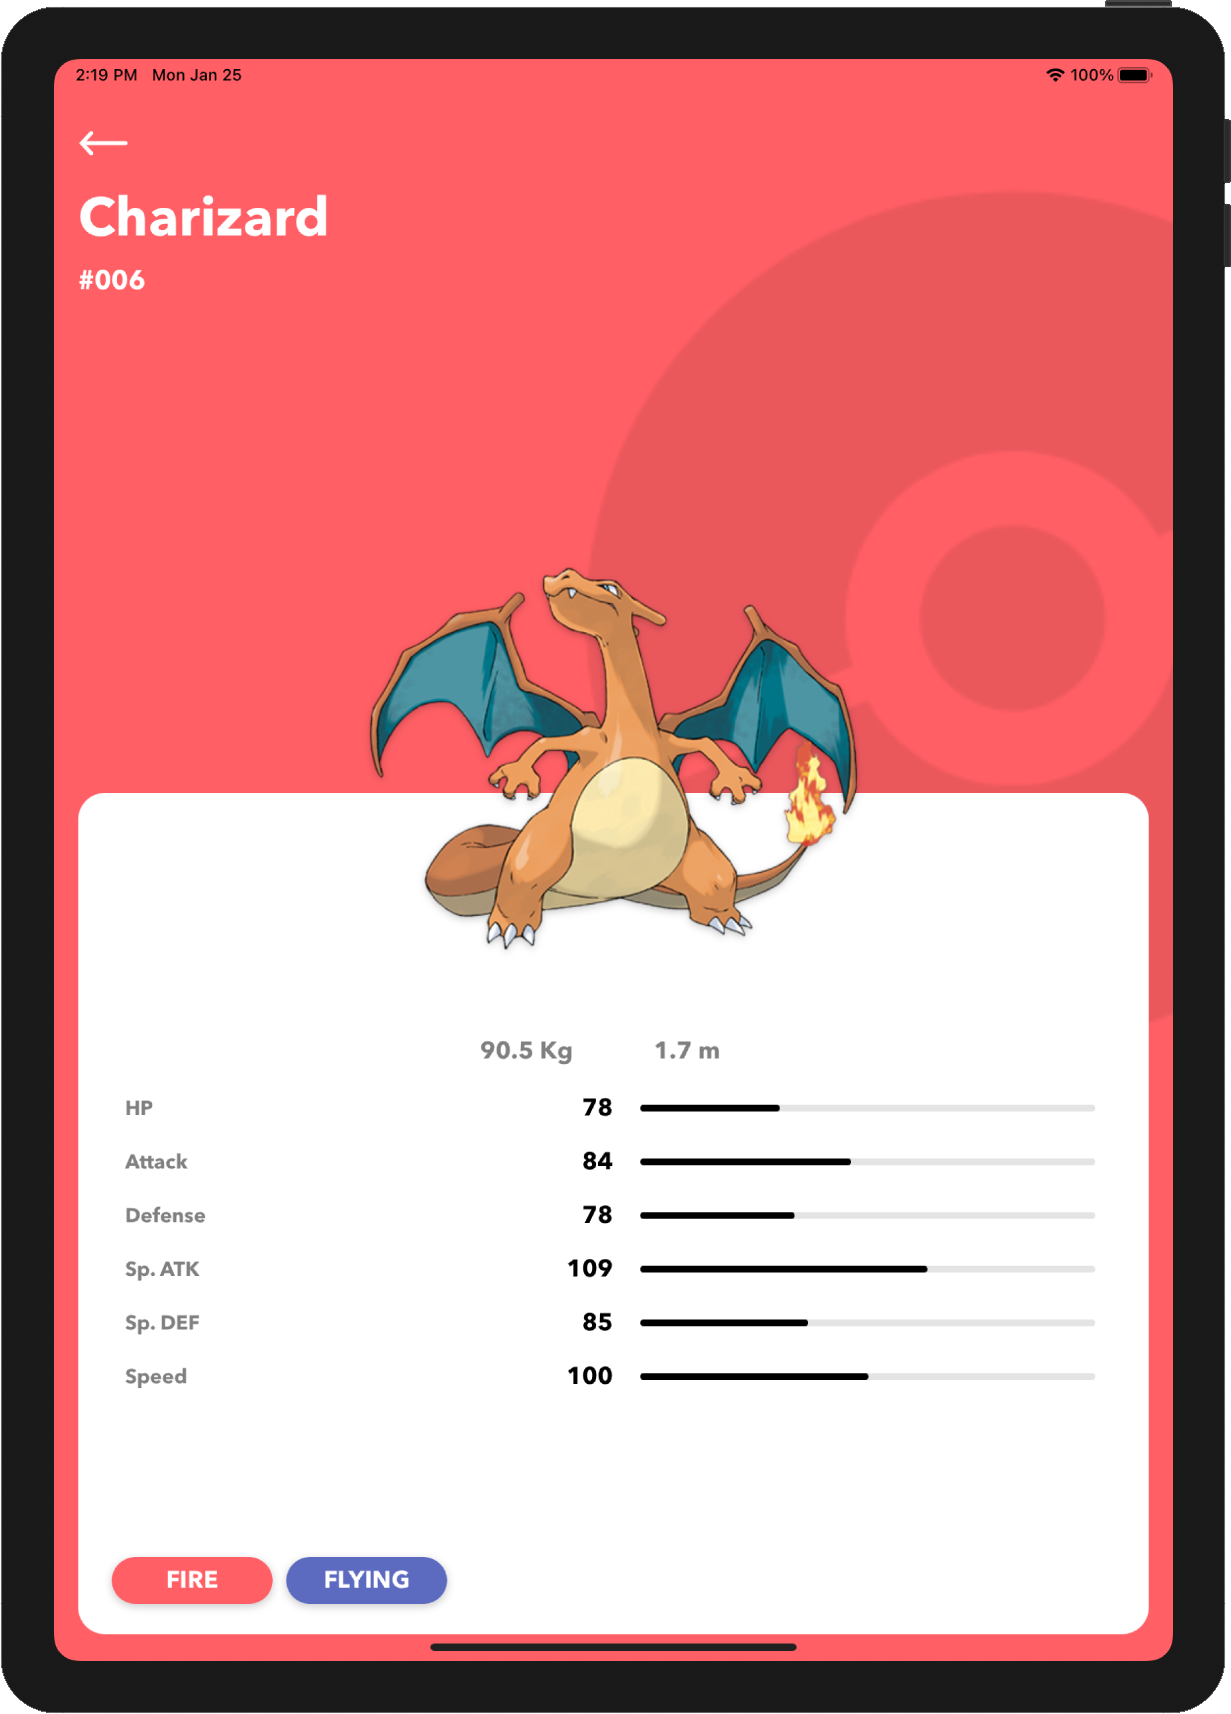 2:19 PM Mon Jan 25 100%
Charizard
#006
90.5 Kg 1.7 m
HP 78
Attack 84
Defense 78
Sp. ATK 109
Sp. DEF 85
Speed 100
FIRE FLYING